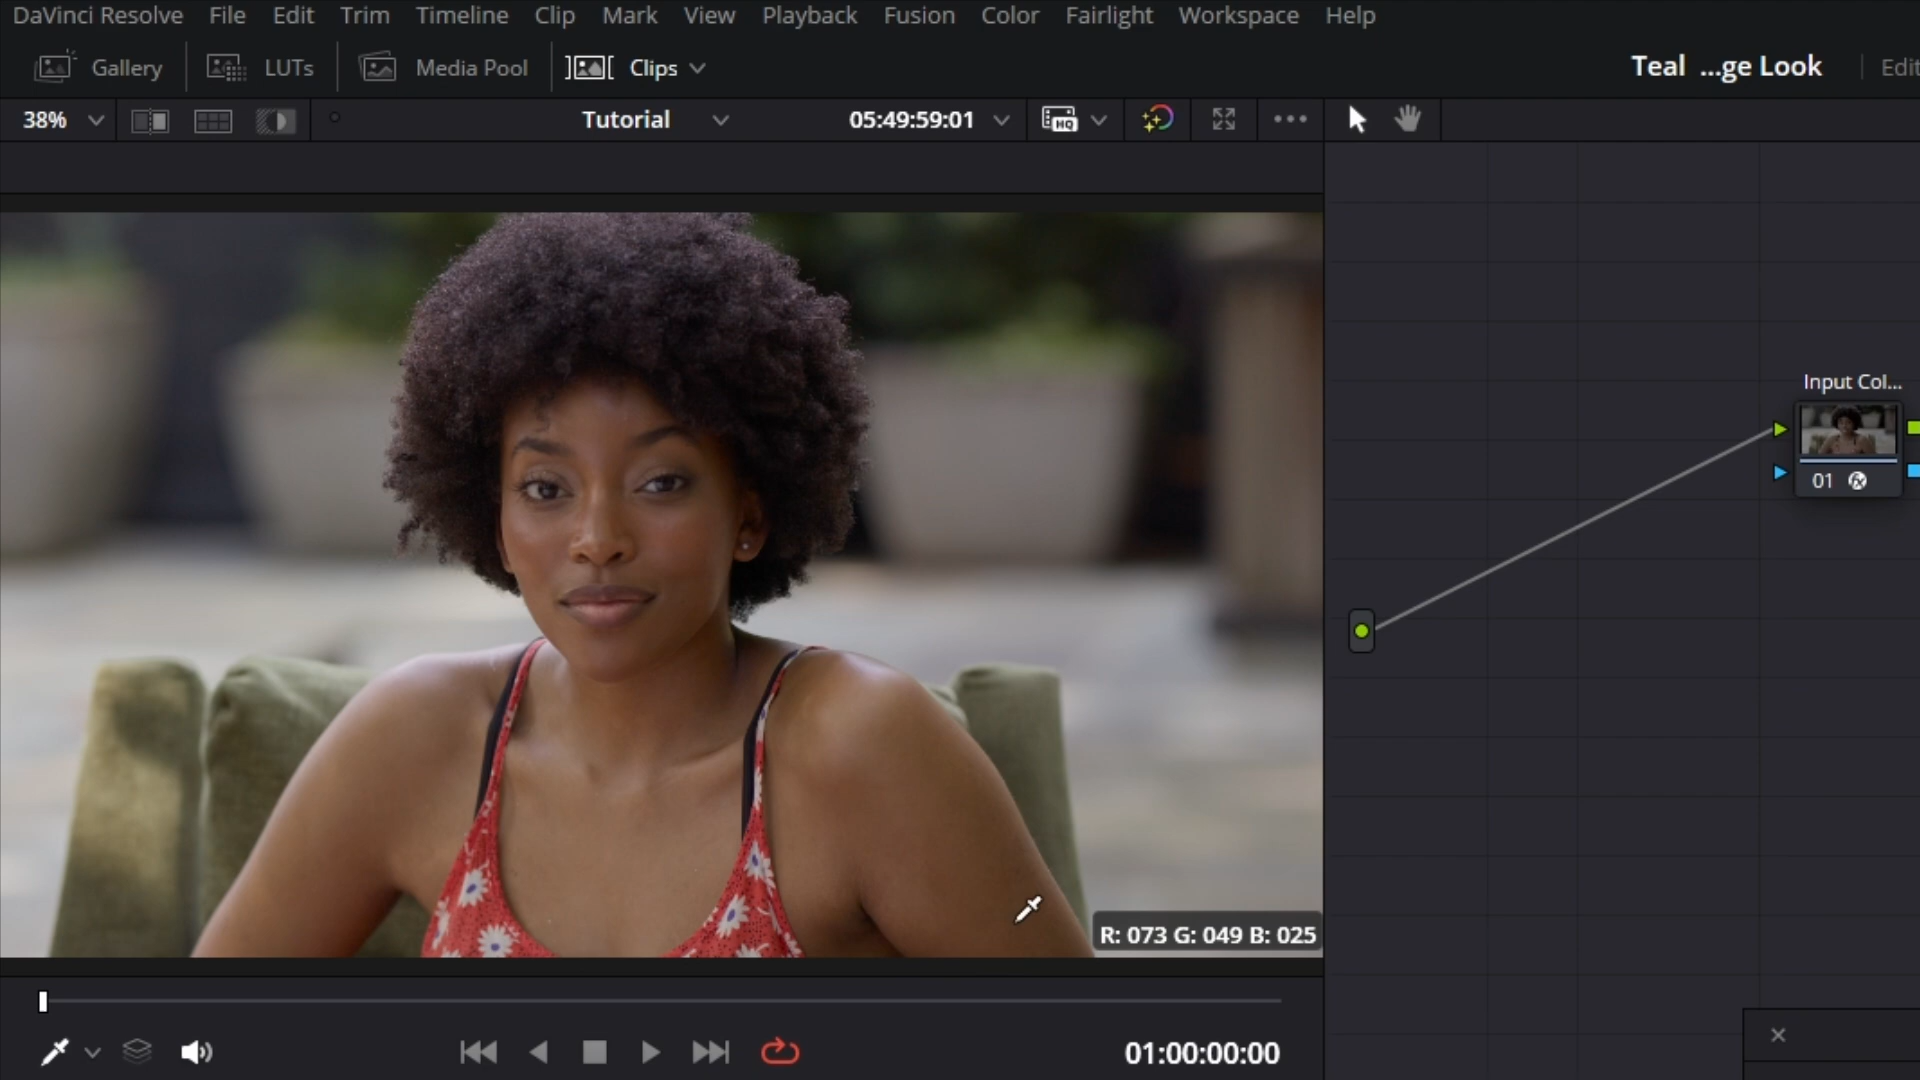 DaVinci Resolve File Edit Trim Timeline Clip Mark View Playback Fusion Color Fairlight Workspace Help
Gallery LUTs Media Pool Clips Teal ...ge Look Edit
38% Tutorial 05:49:59:01 HQ
Input Col...
01
R: 073 G: 049 B: 025
01:00:00:00